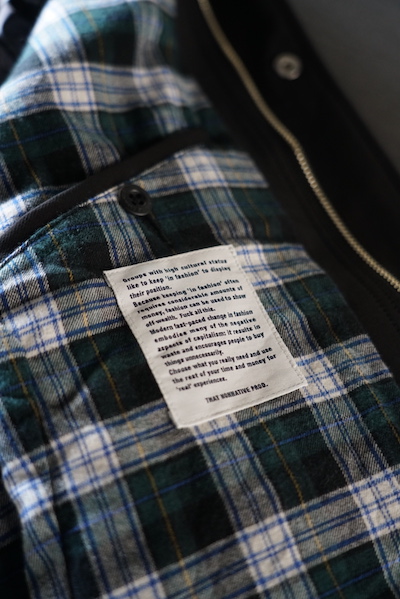 Groups with high cultural status
like to keep 'in fashion' to display
their position.
Because keeping 'in fashion' often
requires considerable amounts of
money, fashion can be used to show
off wealth. Fuck all this.
Modern fast-paced change in fashion
embodies many of the negative
aspects of capitalism: it results in
waste and encourages people to buy
things unnecessarily.
Choose what you really need and use
the rest of your time and money for
'real' experiences.
THAT NORMATIVE PROD.